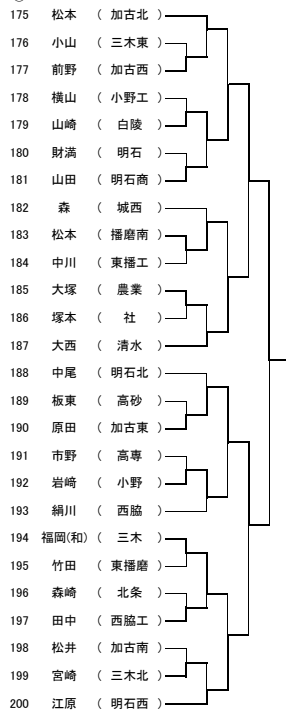 175 松本 ( 加古北 )
176 小山 ( 三木東 )
177 前野 ( 加古西 )
178 横山 ( 小野工 )
179 山崎 ( 白陵 )
180 財満 ( 明石 )
181 山田 ( 明石商 )
182 森 ( 城西 )
183 松本 ( 播磨南 )
184 中川 ( 東播工 )
185 大塚 ( 農業 )
186 塚本 ( 社 )
187 大西 ( 清水 )
188 中尾 ( 明石北 )
189 板東 ( 高砂 )
190 原田 ( 加古東 )
191 市野 ( 高専 )
192 岩﨑 ( 小野 )
193 絹川 ( 西脇 )
194 福岡(和) ( 三木 )
195 竹田 ( 東播磨 )
196 森崎 ( 北条 )
197 田中 ( 西脇工 )
198 松井 ( 加古南 )
199 宮崎 ( 三木北 )
200 江原 ( 明石西 )